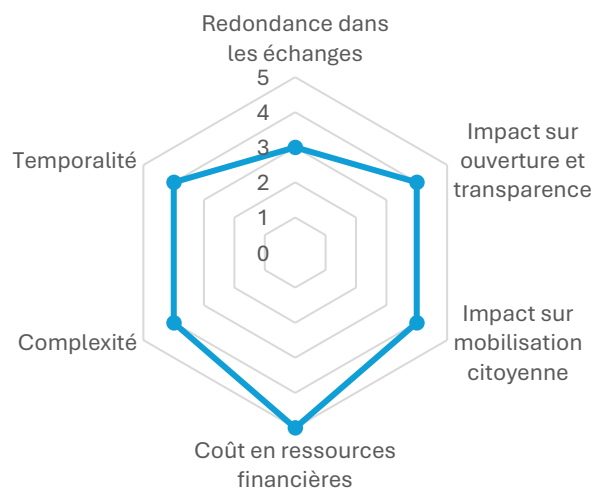 Redondance dans
les échanges
5
4
3
2
1
0
Impact sur
ouverture et
transparence
Impact sur
mobilisation
citoyenne
Coût en ressources
financières
Complexité
Temporalité